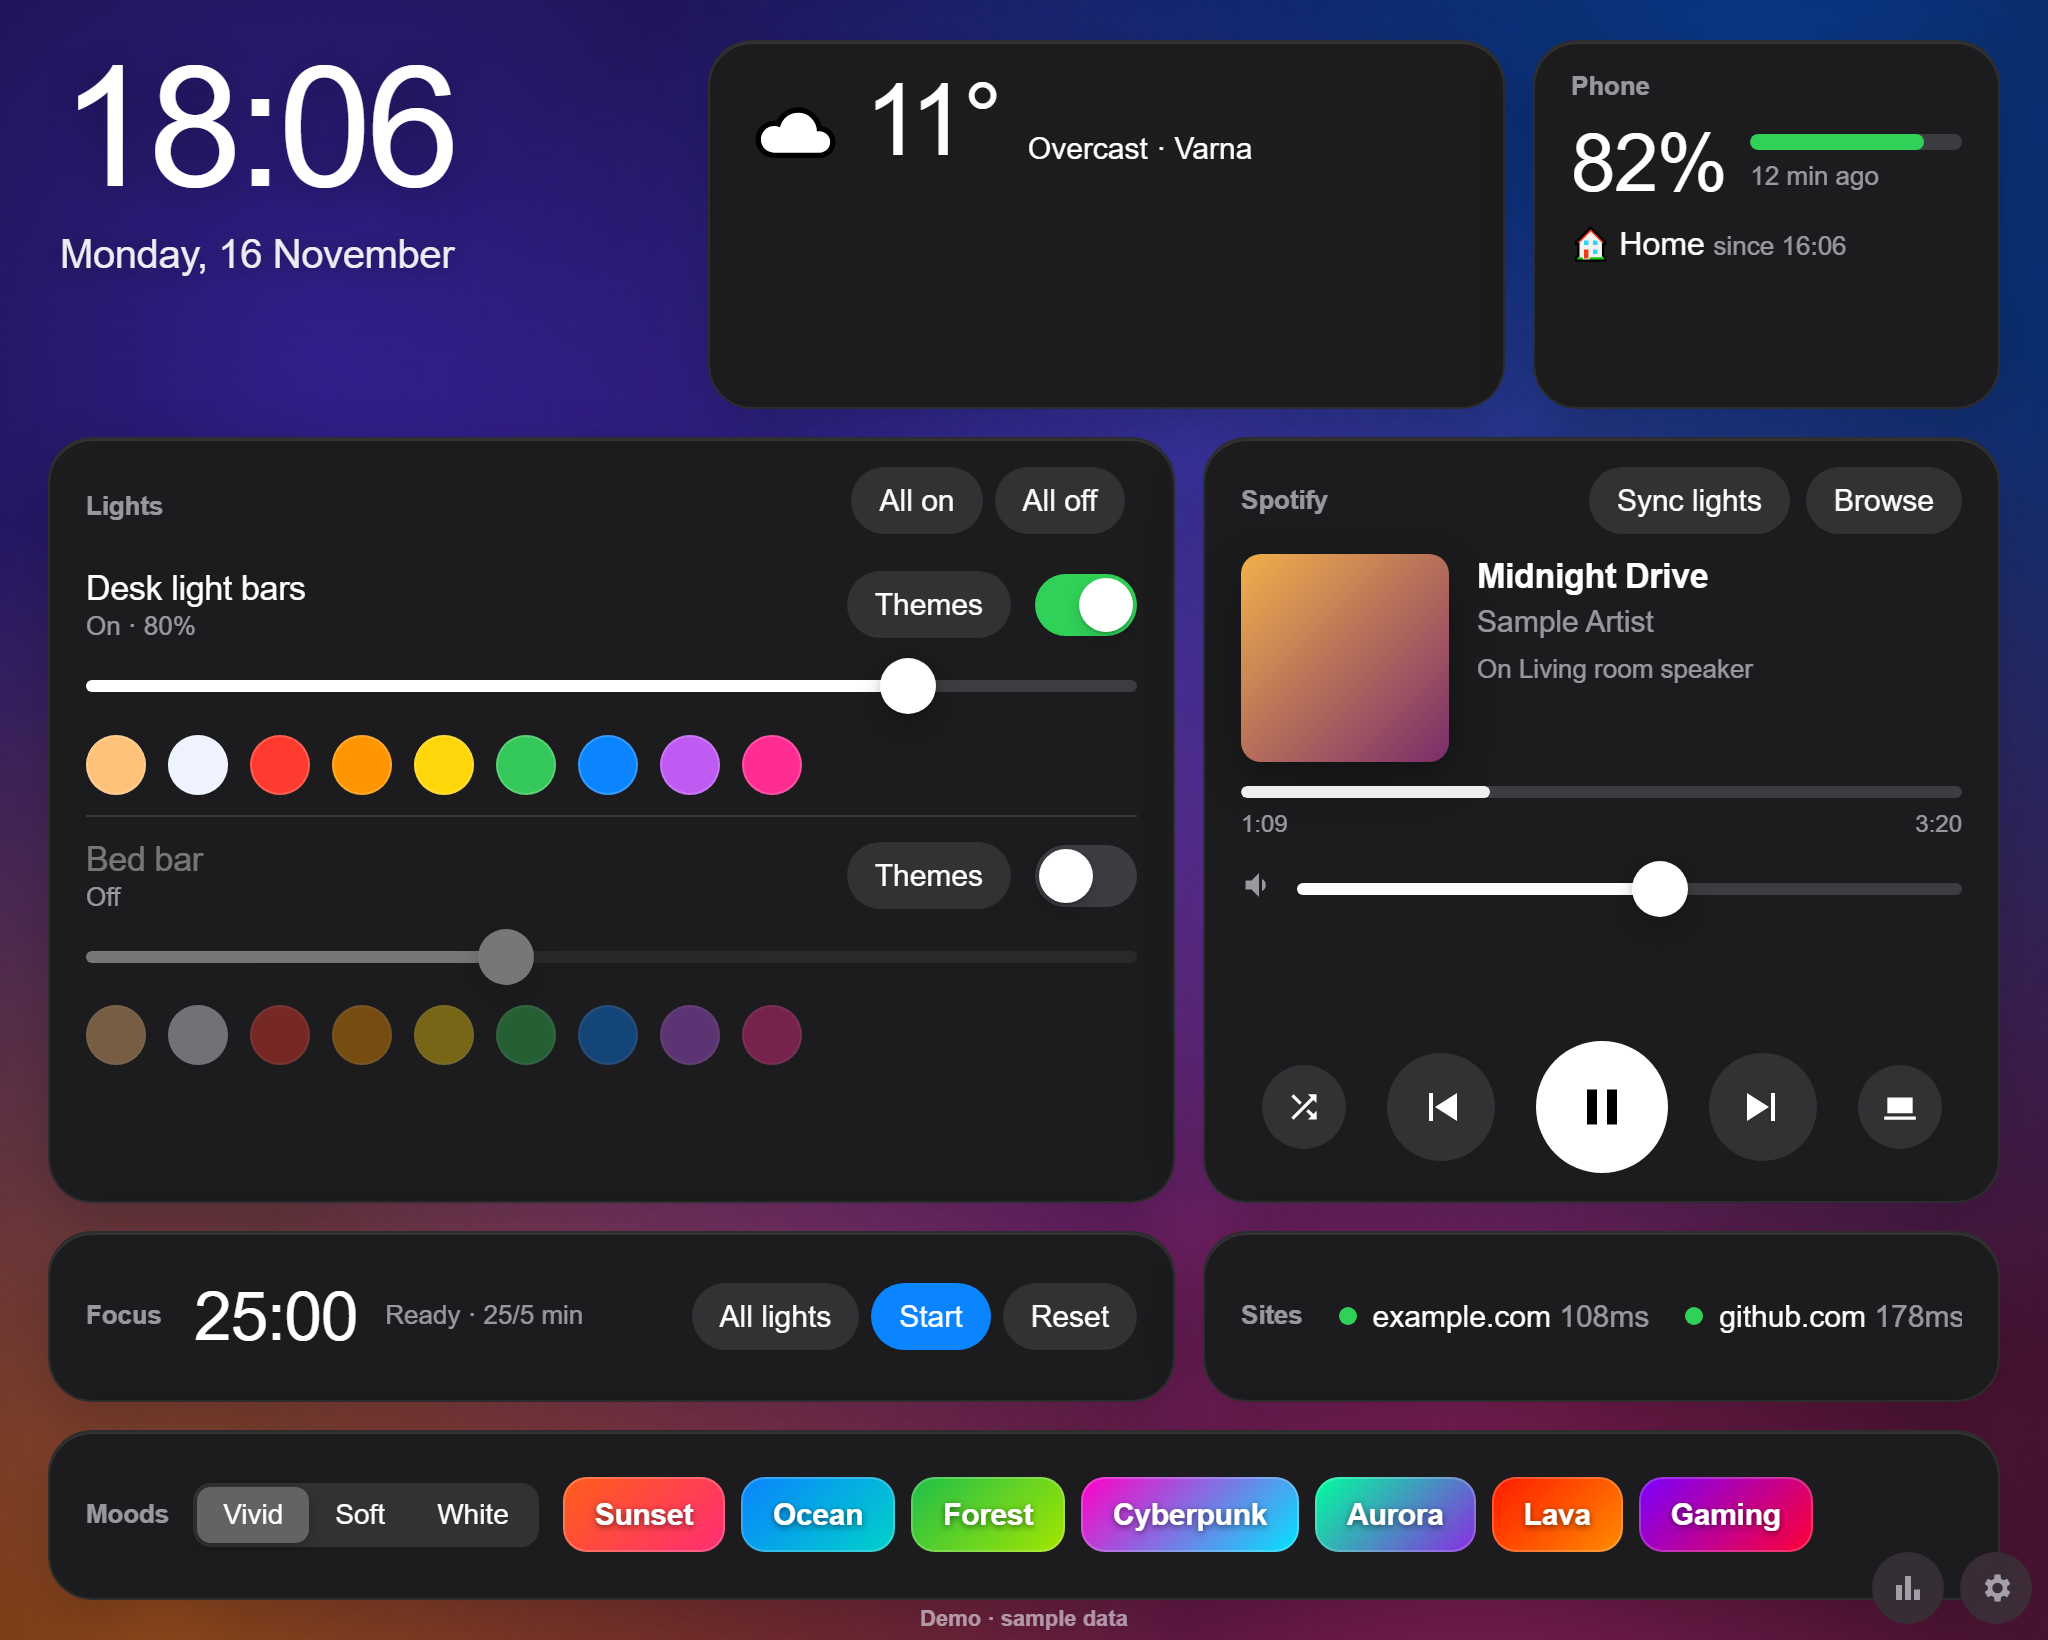 18:06
Monday, 16 November
11°
Overcast · Varna
Phone
82%
12 min ago
Home since 16:06
Lights
All on
All off
Desk light bars
On · 80%
Themes
Bed bar
Off
Themes
Spotify
Sync lights
Browse
Midnight Drive
Sample Artist
On Living room speaker
1:09
3:20
Focus
25:00
Ready · 25/5 min
All lights
Start
Reset
Sites
example.com 108ms
github.com 178ms
Moods
Vivid
Soft
White
Sunset
Ocean
Forest
Cyberpunk
Aurora
Lava
Gaming
Demo · sample data